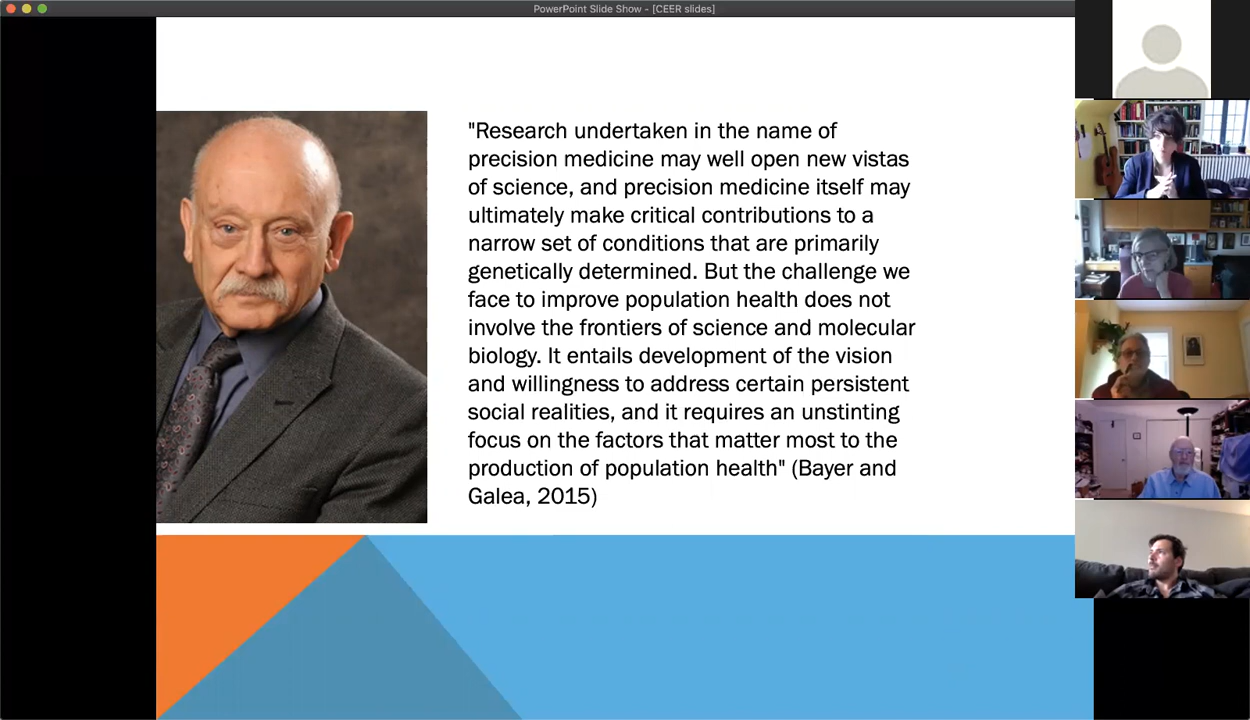 PowerPoint Slide Show - [CEER slides]
"Research undertaken in the name of
precision medicine may well open new vistas
of science, and precision medicine itself may
ultimately make critical contributions to a
narrow set of conditions that are primarily
genetically determined. But the challenge we
face to improve population health does not
involve the frontiers of science and molecular
biology. It entails development of the vision
and willingness to address certain persistent
social realities, and it requires an unstinting
focus on the factors that matter most to the
production of population health" (Bayer and
Galea, 2015)